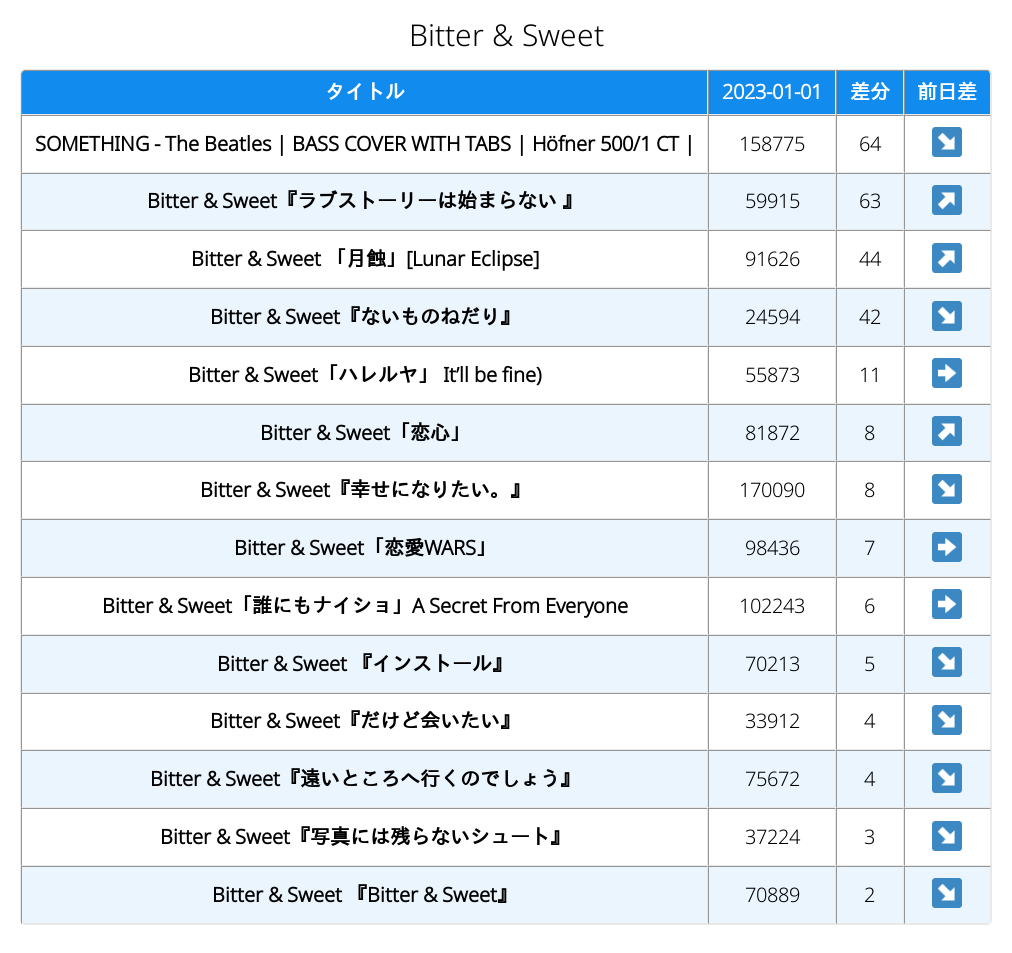 Bitter & Sweet
タイトル 2023-01-01 差分 前日差
SOMETHING - The Beatles | BASS COVER WITH TABS | Höfner 500/1 CT | 158775 64
Bitter & Sweet『ラブストーリーは始まらない 』 59915 63
Bitter & Sweet 「月蝕」[Lunar Eclipse] 91626 44
Bitter & Sweet『ないものねだり』 24594 42
Bitter & Sweet「ハレルヤ」 It’ll be fine) 55873 11
Bitter & Sweet「恋心」 81872 8
Bitter & Sweet『幸せになりたい。』 170090 8
Bitter & Sweet「恋愛WARS」 98436 7
Bitter & Sweet「誰にもナイショ」A Secret From Everyone 102243 6
Bitter & Sweet 『インストール』 70213 5
Bitter & Sweet『だけど会いたい』 33912 4
Bitter & Sweet『遠いところへ行くのでしょう』 75672 4
Bitter & Sweet『写真には残らないシュート』 37224 3
Bitter & Sweet 『Bitter & Sweet』 70889 2